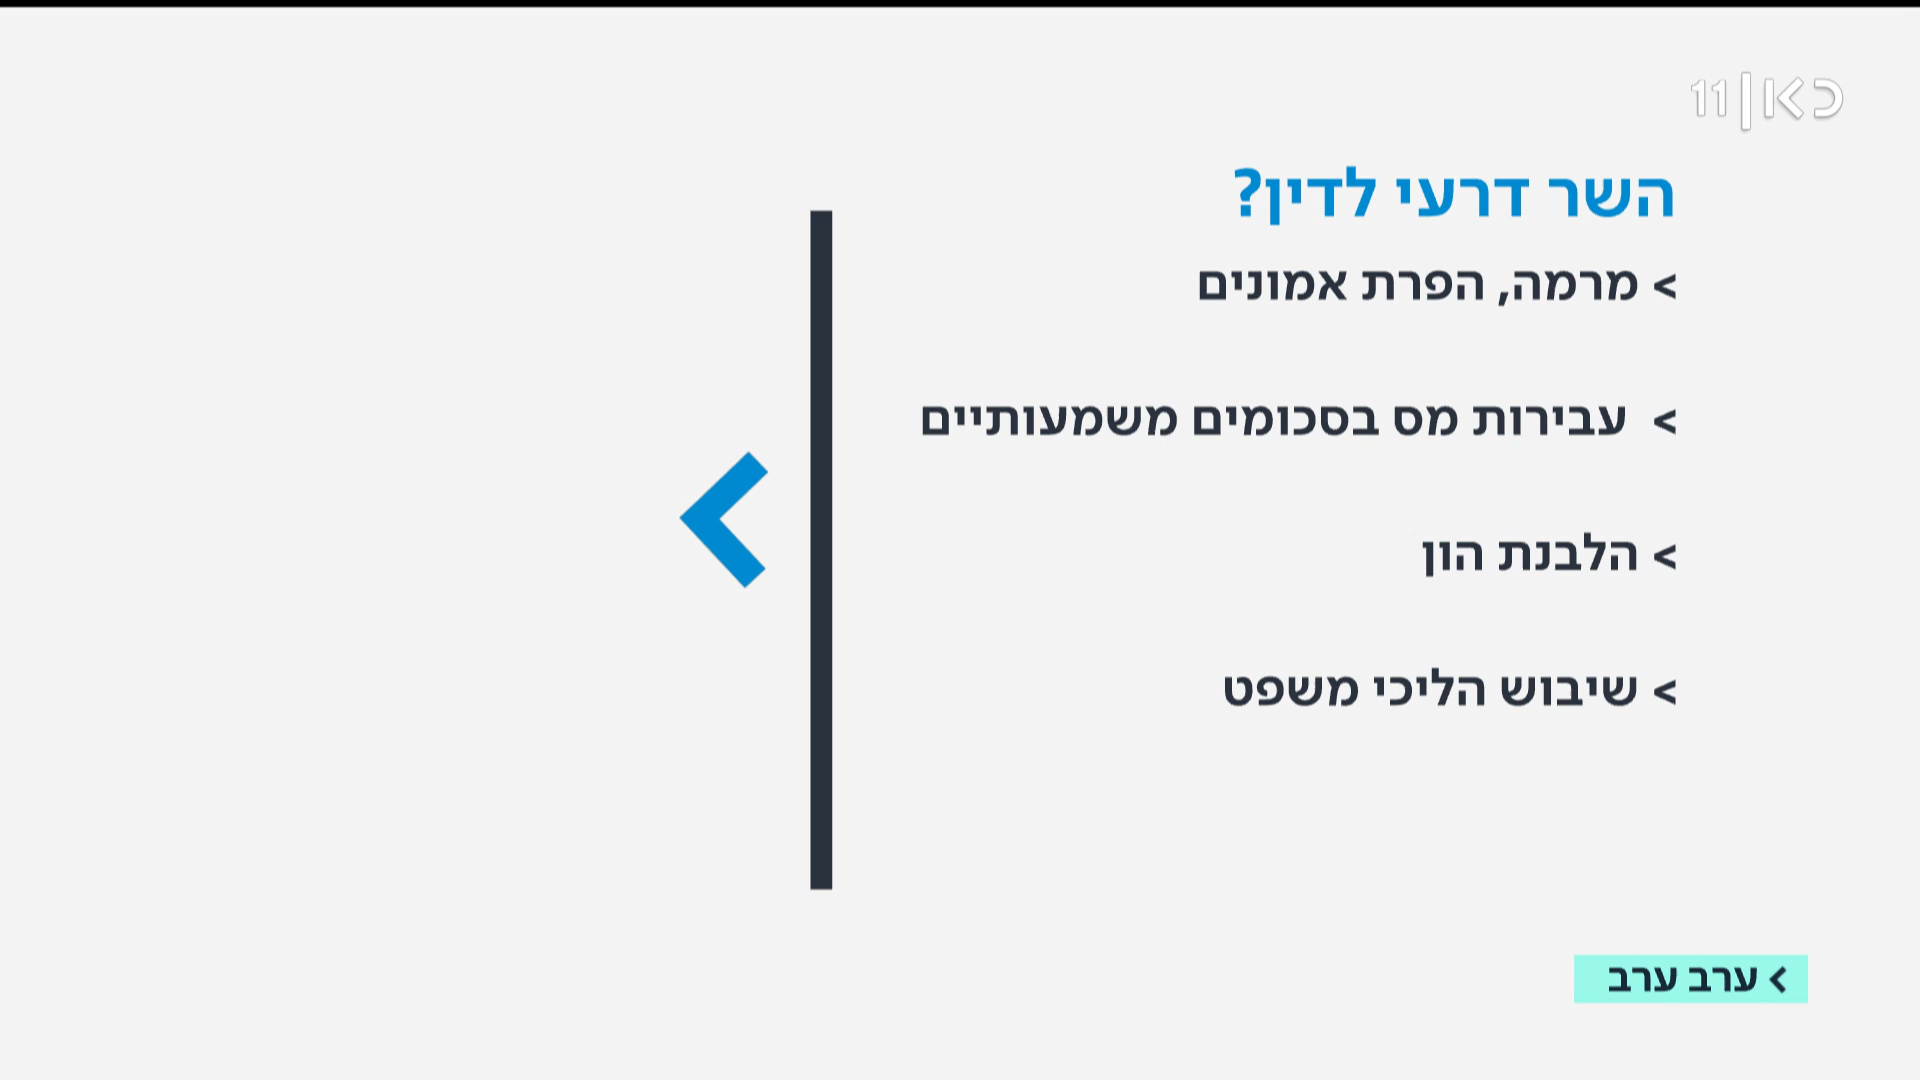 כאן|11
השר דרעי לדין?
> מרמה, הפרת אמונים
> עבירות מס בסכומים משמעותיים
> הלבנת הון
> שיבוש הליכי משפט
> ערב ערב